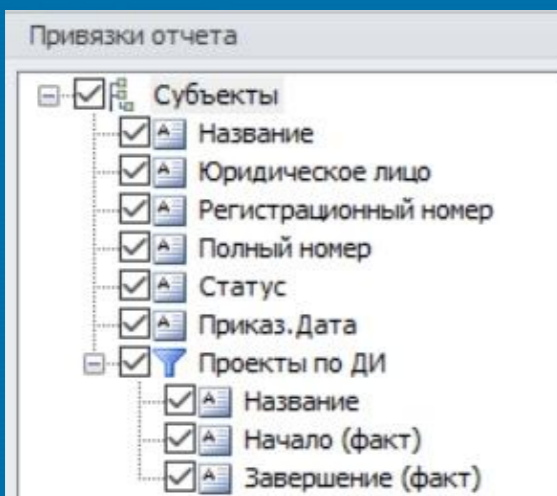 Привязки отчета
Субъекты
Название
Юридическое лицо
Регистрационный номер
Полный номер
Статус
Приказ.Дата
Проекты по ДИ
Название
Начало (факт)
Завершение (факт)